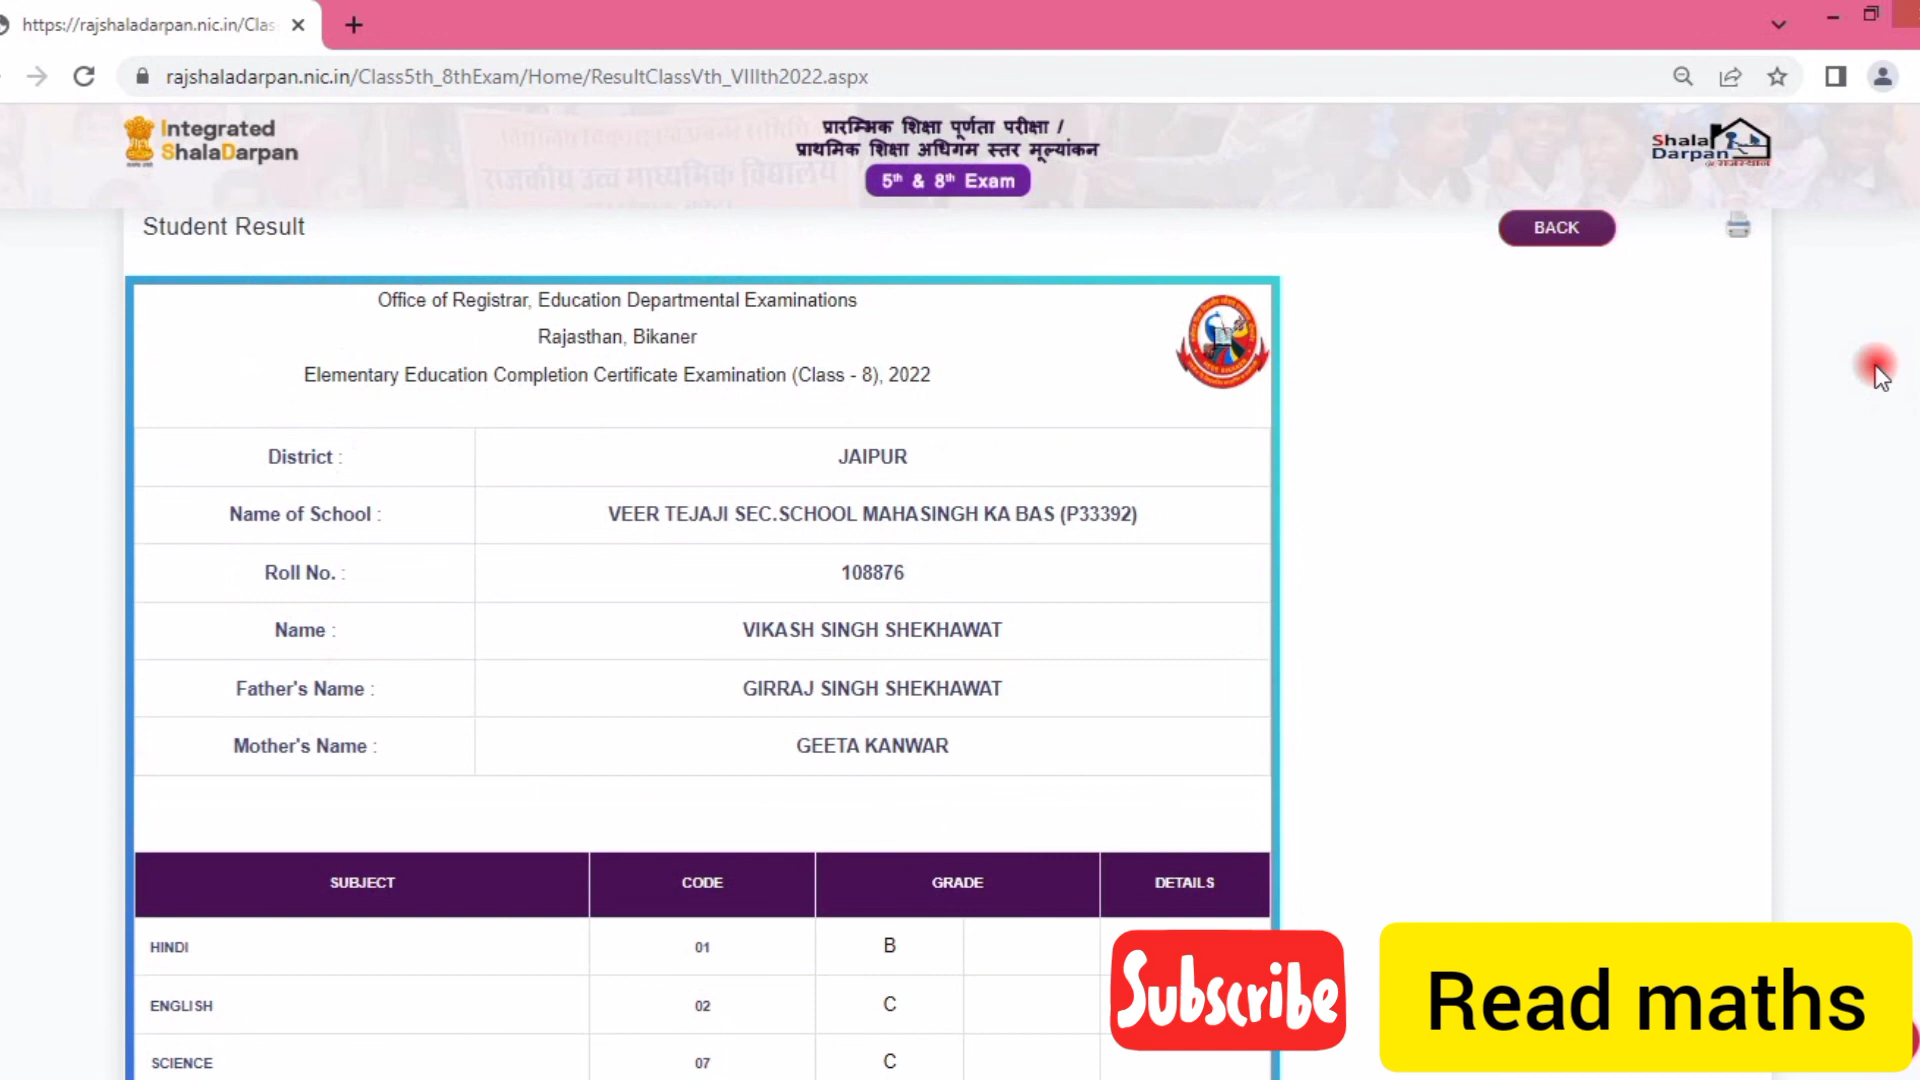 https://rajshaladarpan.nic.in/Clas
rajshaladarpan.nic.in/Class5th_8thExam/Home/ResultClassVth_VIIIth2022.aspx
Integrated
ShalaDarpan
प्रारम्भिक शिक्षा पूर्णता परीक्षा /
प्राथमिक शिक्षा अधिगम स्तर मूल्यांकन
5th & 8th Exam
Shala
Darpan
राजकीय उच्च माध्यमिक विद्यालय
Student Result
BACK
Office of Registrar, Education Departmental Examinations
Rajasthan, Bikaner
Elementary Education Completion Certificate Examination (Class - 8), 2022
District : JAIPUR
Name of School : VEER TEJAJI SEC.SCHOOL MAHASINGH KA BAS (P33392)
Roll No. : 108876
Name : VIKASH SINGH SHEKHAWAT
Father's Name : GIRRAJ SINGH SHEKHAWAT
Mother's Name : GEETA KANWAR
SUBJECT CODE GRADE DETAILS
HINDI 01 B
ENGLISH 02 C
SCIENCE 07 C
Subscribe
Read maths